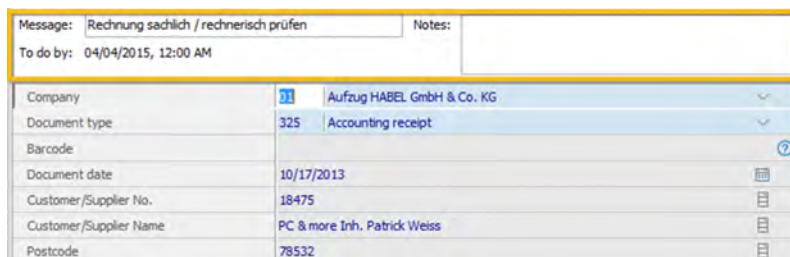 Message: Rechnung sachlich / rechnerisch prüfen Notes:
To do by: 04/04/2015, 12:00 AM
Company 01 Aufzug HABEL GmbH & Co. KG
Document type 325 Accounting receipt
Barcode ?
Document date 10/17/2013
Customer/Supplier No. 18475
Customer/Supplier Name PC & more Inh. Patrick Weiss
Postcode 78532